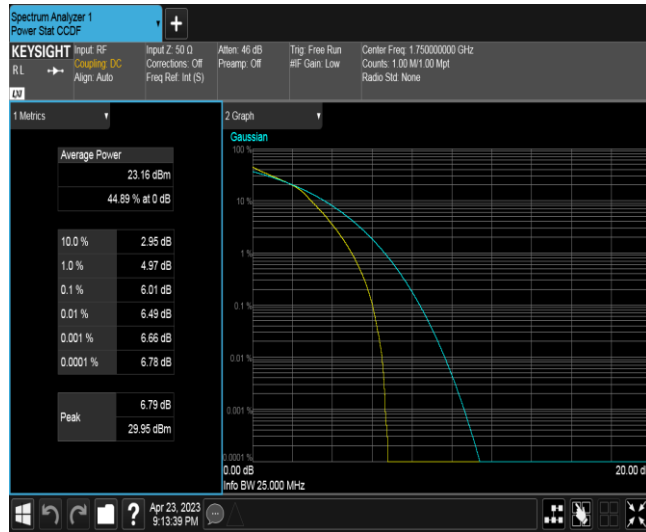 Spectrum Analyzer 1
Power Stat CCDF
+
KEYSIGHT
RL
LXI
Input: RF
Coupling: DC
Align: Auto
Input Z: 50 Ω
Corrections: Off
Freq Ref: Int (S)
Atten: 46 dB
Preamp: Off
Trig: Free Run
#IF Gain: Low
Center Freq: 1.750000000 GHz
Counts: 1.00 M/1.00 Mpt
Radio Std: None
1 Metrics
Average Power
23.16 dBm
44.89 % at 0 dB
10.0 % 2.95 dB
1.0 % 4.97 dB
0.1 % 6.01 dB
0.01 % 6.49 dB
0.001 % 6.66 dB
0.0001 % 6.78 dB
Peak
6.79 dB
29.95 dBm
2 Graph
Gaussian
100 %
10 %
1 %
0.1 %
0.01 %
0.001 %
0.0001 %
0.00 dB
20.00 d
Info BW 25.000 MHz
?
Apr 23, 2023
9:13:39 PM